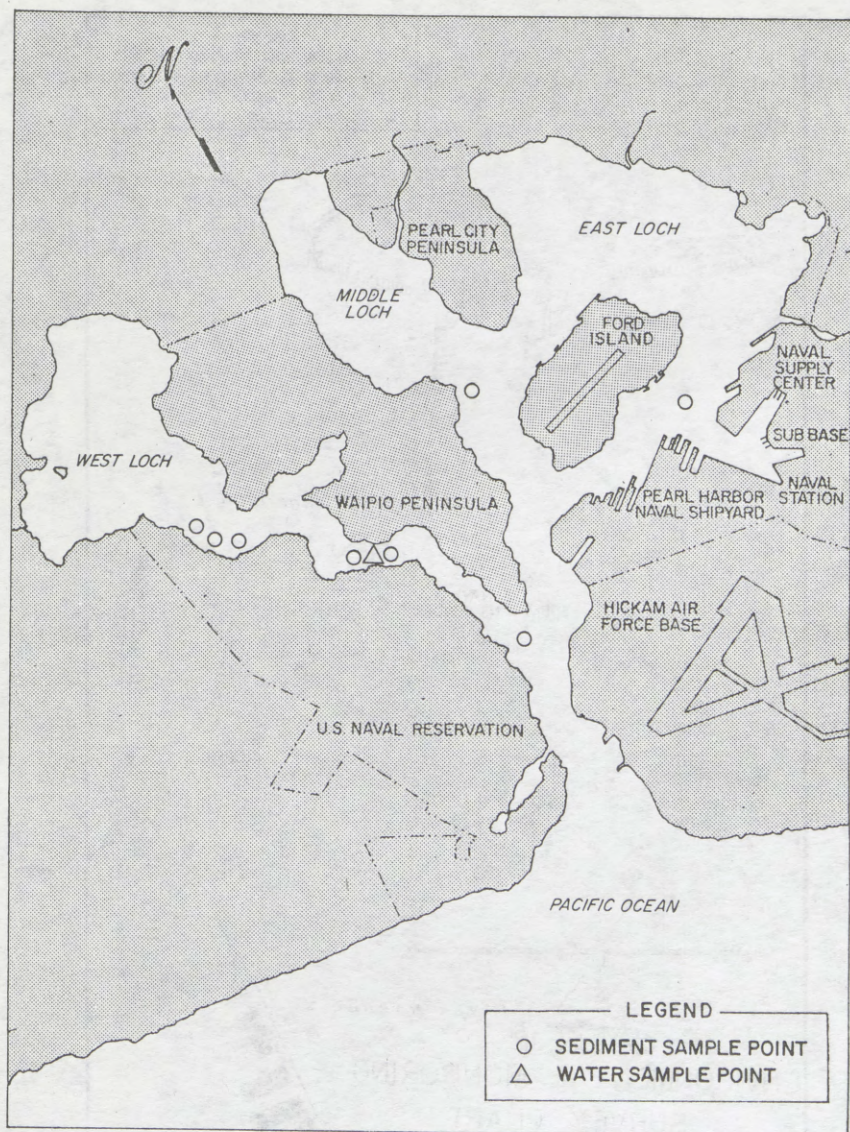 N
PEARL CITY
PENINSULA
EAST LOCH
MIDDLE
LOCH
FORD
ISLAND
NAVAL
SUPPLY
CENTER
SUB BASE
WEST LOCH
NAVAL
STATION
WAIPIO PENINSULA
PEARL HARBOR
NAVAL SHIPYARD
HICKAM AIR
FORCE BASE
U.S. NAVAL RESERVATION
PACIFIC OCEAN
LEGEND
SEDIMENT SAMPLE POINT
WATER SAMPLE POINT